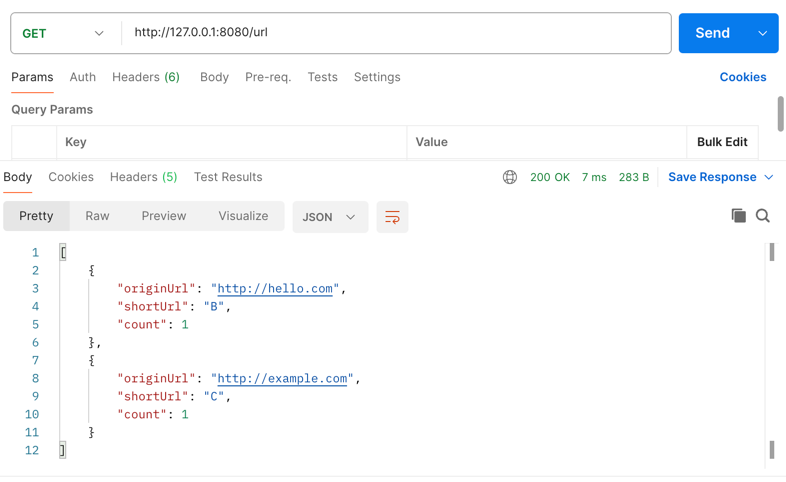 GET http://127.0.0.1:8080/url Send
Params Auth Headers (6) Body Pre-req. Tests Settings Cookies
Query Params
Key Value Bulk Edit
Body Cookies Headers (5) Test Results 200 OK 7 ms 283 B Save Response
Pretty Raw Preview Visualize JSON
1 [
2 {
3 "originUrl": "http://hello.com",
4 "shortUrl": "B",
5 "count": 1
6 },
7 {
8 "originUrl": "http://example.com",
9 "shortUrl": "C",
10 "count": 1
11 }
12 ]